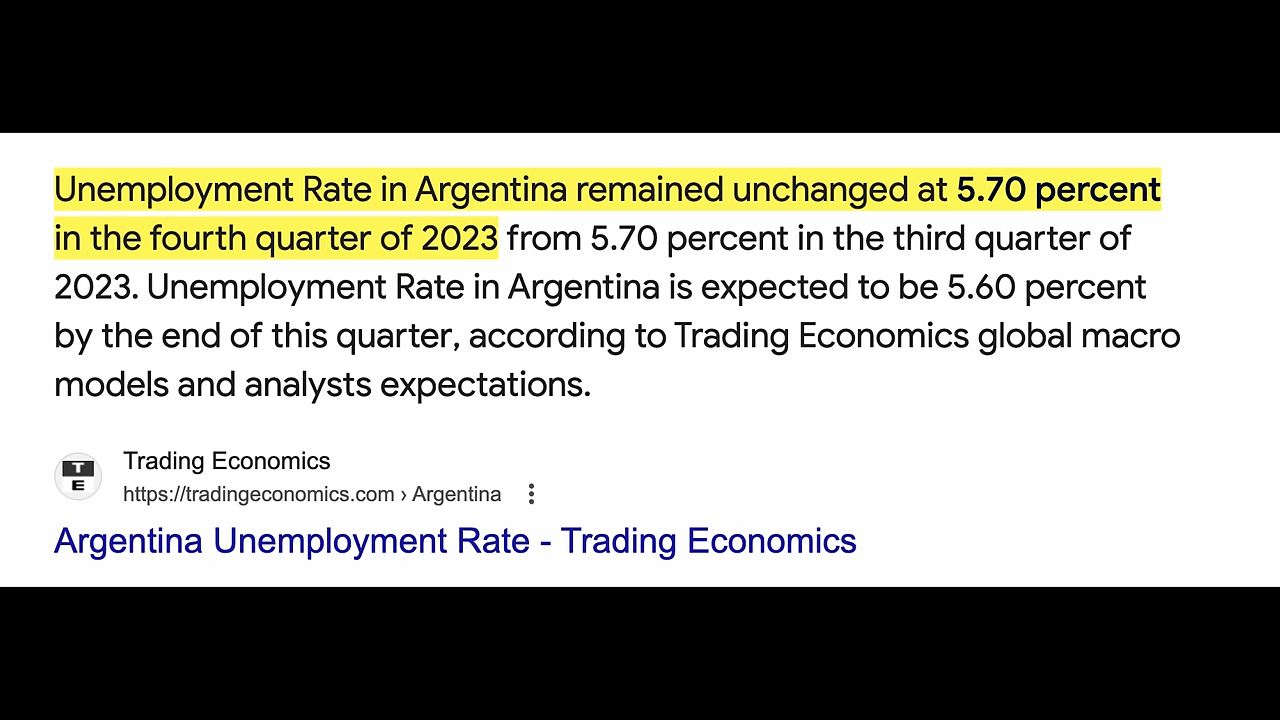 Unemployment Rate in Argentina remained unchanged at 5.70 percent
in the fourth quarter of 2023 from 5.70 percent in the third quarter of
2023. Unemployment Rate in Argentina is expected to be 5.60 percent
by the end of this quarter, according to Trading Economics global macro
models and analysts expectations.
T
E
Trading Economics
https://tradingeconomics.com › Argentina
Argentina Unemployment Rate - Trading Economics